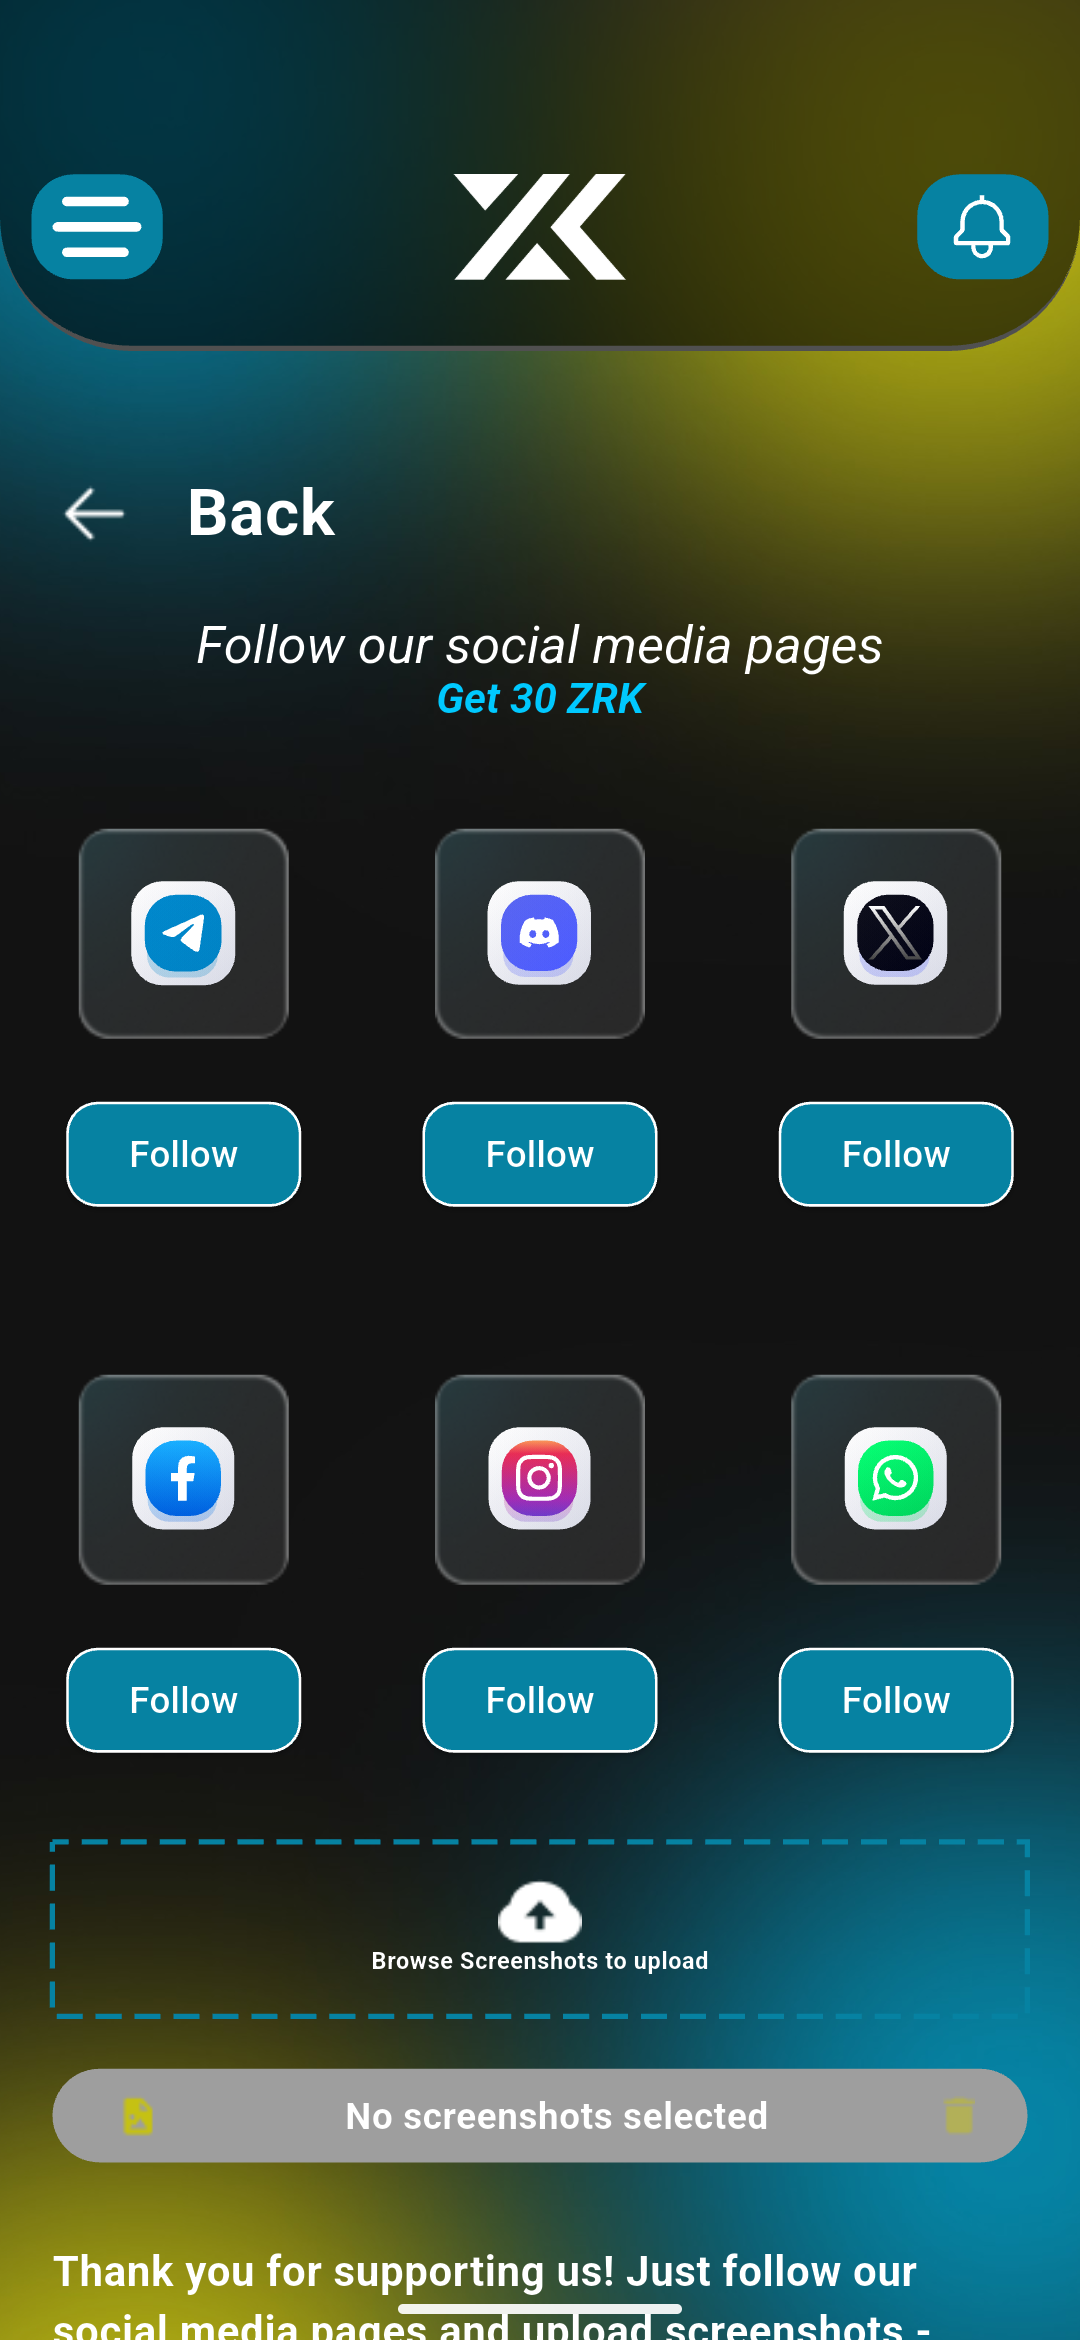 Back
Follow our social media pages
Get 30 ZRK
Follow Follow Follow
Follow Follow Follow
Browse Screenshots to upload
No screenshots selected
Thank you for supporting us! Just follow our
social media pages and upload screenshots -